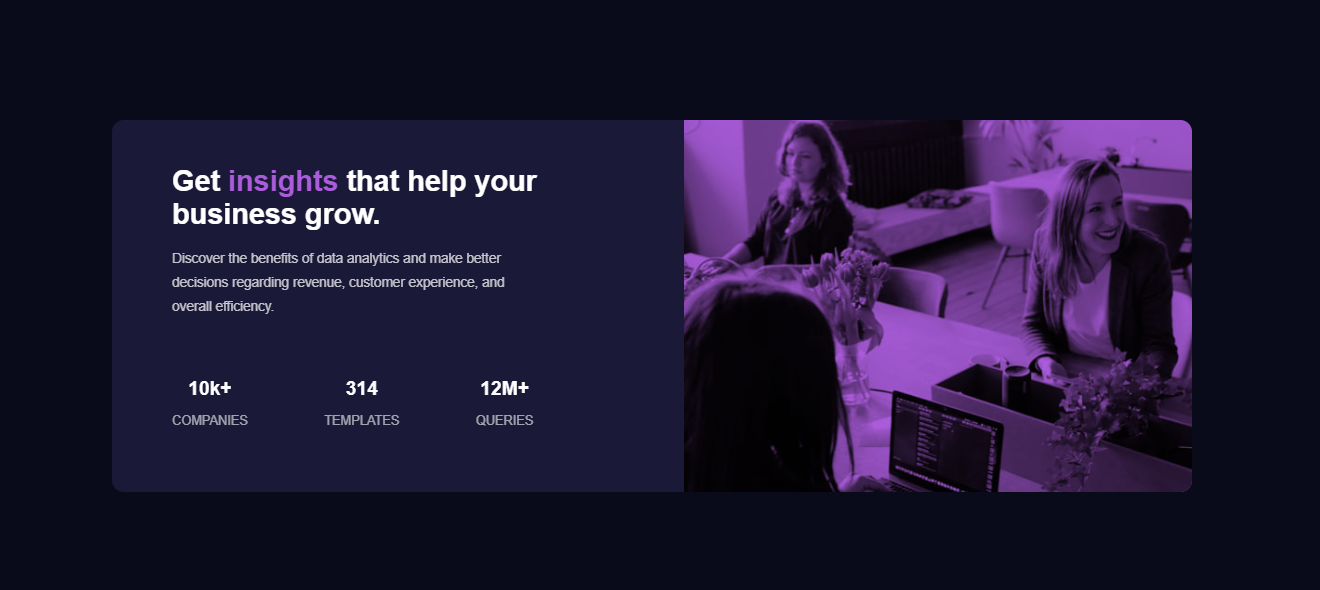 Get insights that help your
business grow.
Discover the benefits of data analytics and make better
decisions regarding revenue, customer experience, and
overall efficiency.
10k+ 314 12M+
COMPANIES TEMPLATES QUERIES